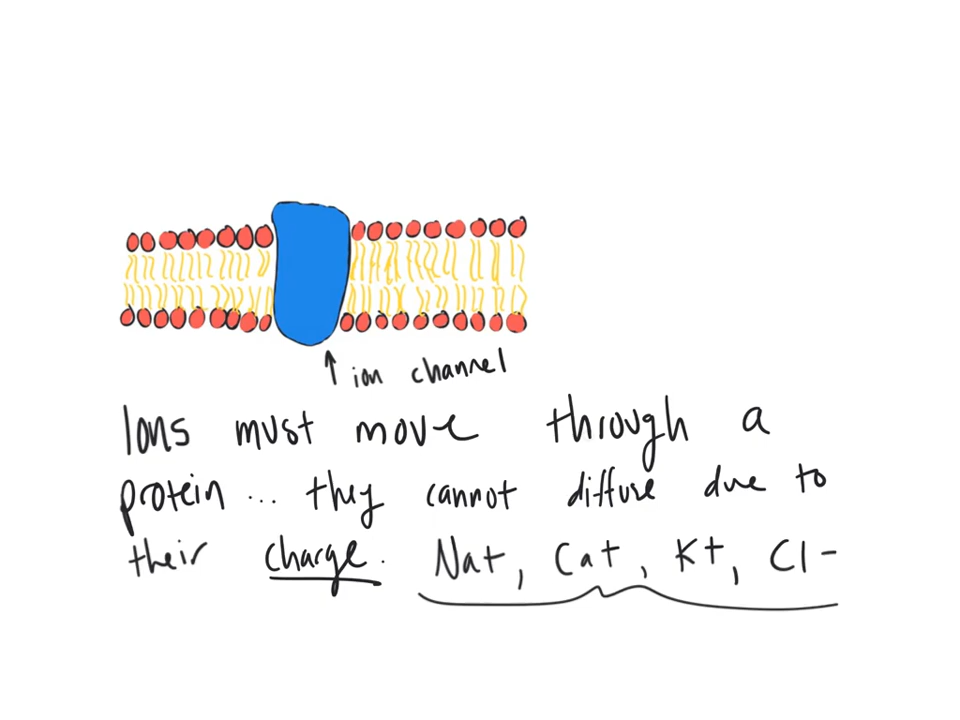 ↑ ion channel
Ions must move through a
protein... they cannot diffuse due to
their charge. Na+, Ca+, K+, Cl-